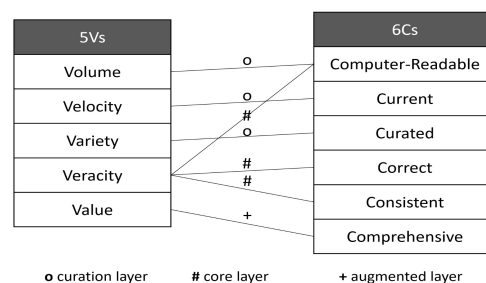 5Vs
Volume
Velocity
Variety
Veracity
Value
o
o
#
o
#
#
+
6Cs
Computer-Readable
Current
Curated
Correct
Consistent
Comprehensive
o curation layer # core layer + augmented layer